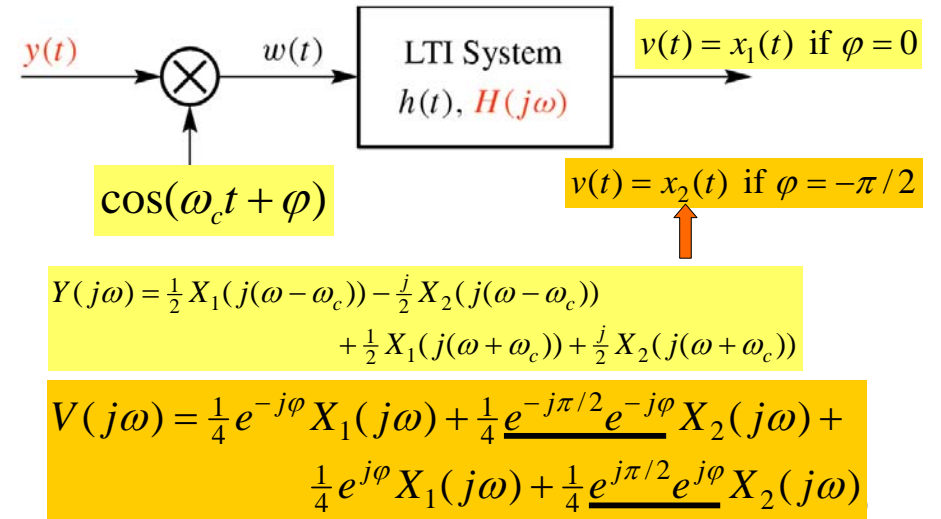 y(t)
w(t)
LTI System
h(t), H(jω)
v(t) = x₁(t) if φ = 0
cos(ω_c t + φ)
v(t) = x₂(t) if φ = −π / 2
Y(jω) = ½ X₁(j(ω − ω_c)) − j/2 X₂(j(ω − ω_c))
+ ½ X₁(j(ω + ω_c)) + j/2 X₂(j(ω + ω_c))
V(jω) = ¼ e^{−jφ} X₁(jω) + ¼ e^{−jπ/2} e^{−jφ} X₂(jω) +
¼ e^{jφ} X₁(jω) + ¼ e^{jπ/2} e^{jφ} X₂(jω)